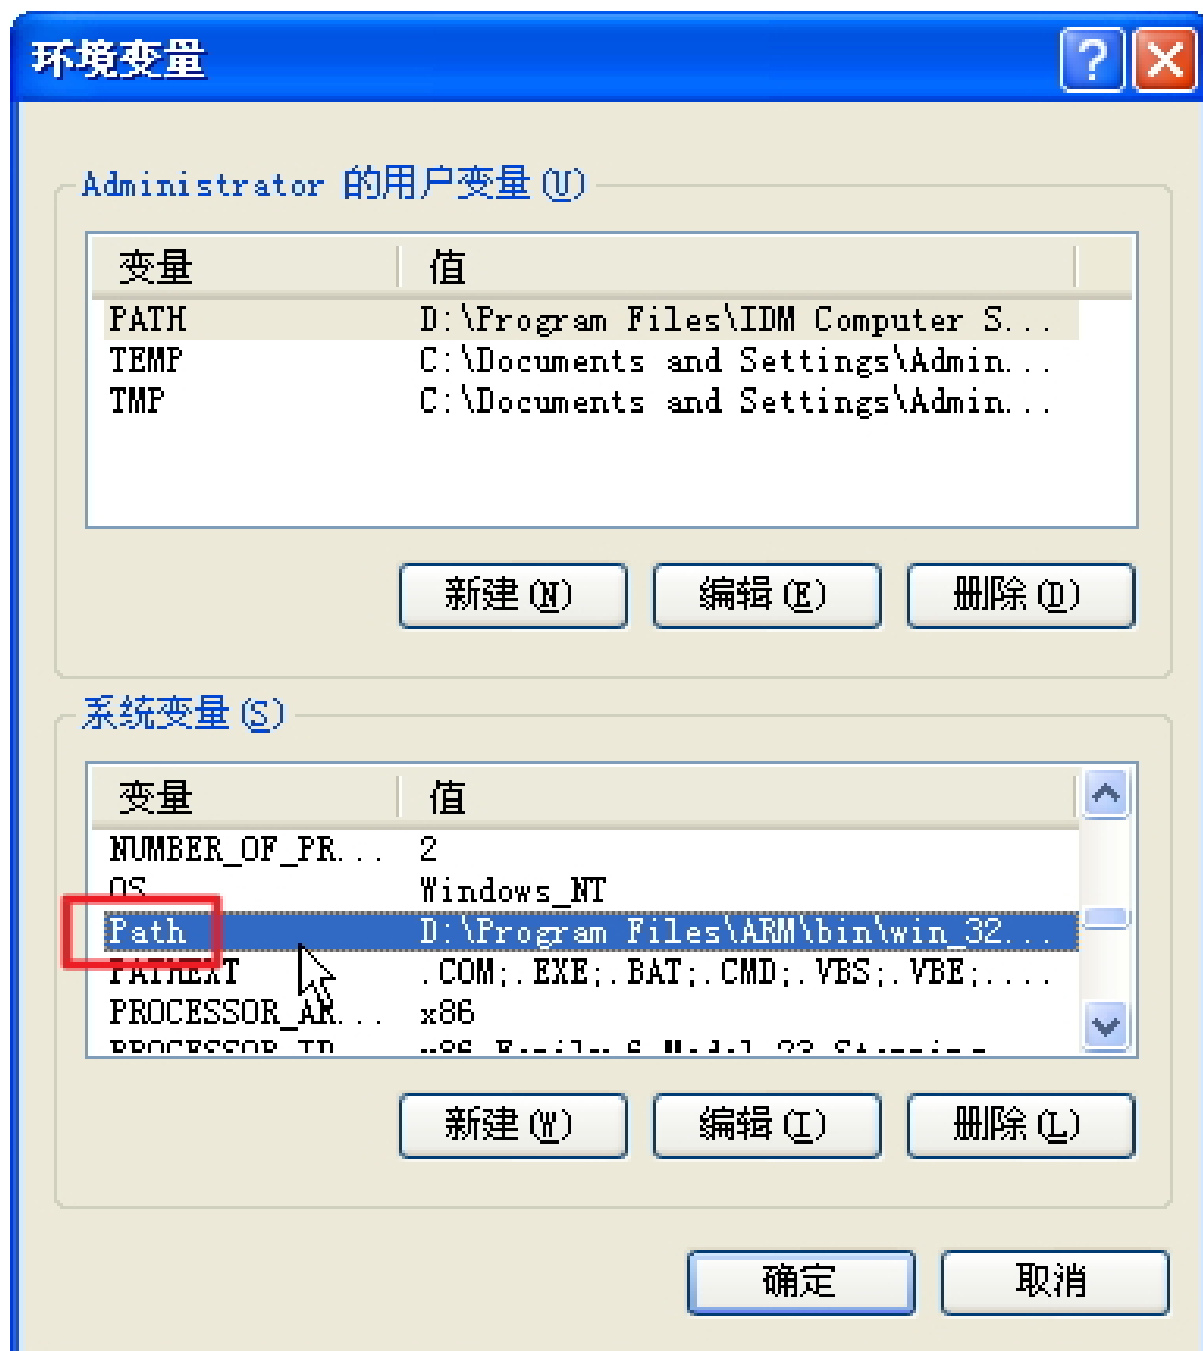 环境变量
Administrator 的用户变量(U)
变量 值
PATH D:\Program Files\IDM Computer S...
TEMP C:\Documents and Settings\Admin...
TMP C:\Documents and Settings\Admin...
新建(N) 编辑(E) 删除(D)
系统变量(S)
变量 值
NUMBER_OF_PR... 2
OS Windows_NT
Path D:\Program Files\ARM\bin\win_32...
PATHEXT .COM;.EXE;.BAT;.CMD;.VBS;.VBE;....
PROCESSOR_AR... x86
新建(W) 编辑(I) 删除(L)
确定 取消